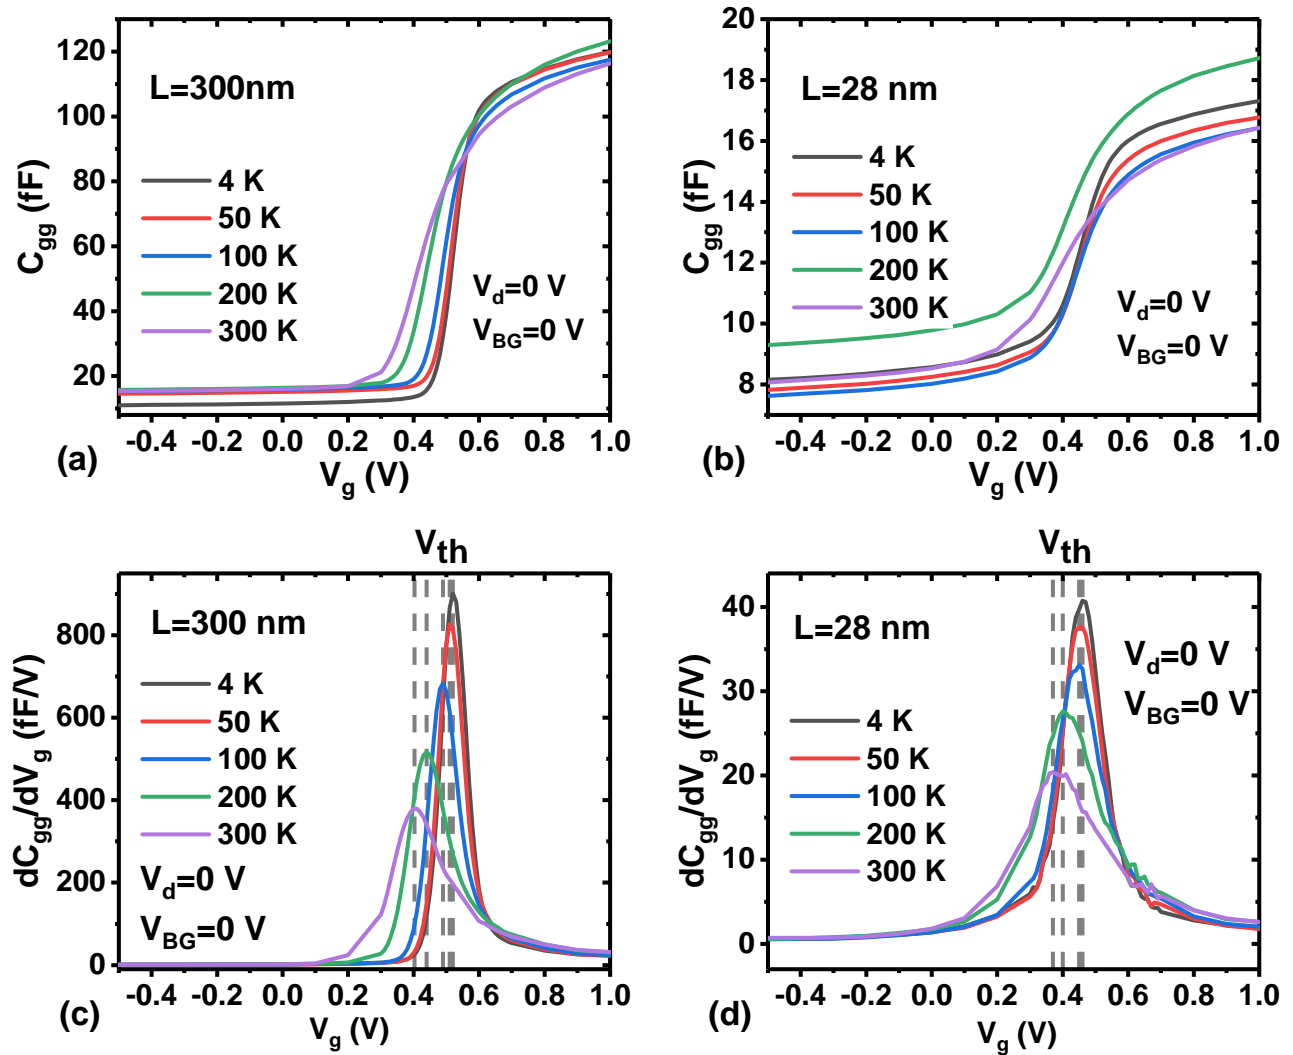 120
100
80
60
40
20
C_gg (fF)
L=300nm
4 K
50 K
100 K
200 K
300 K
V_d=0 V
V_BG=0 V
-0.4 -0.2 0.0 0.2 0.4 0.6 0.8 1.0
(a)
V_g (V)
20
18
16
14
12
10
8
C_gg (fF)
L=28 nm
4 K
50 K
100 K
200 K
300 K
V_d=0 V
V_BG=0 V
-0.4 -0.2 0.0 0.2 0.4 0.6 0.8 1.0
(b)
V_g (V)
V_th
800
600
400
200
0
dC_gg/dV_g (fF/V)
L=300 nm
4 K
50 K
100 K
200 K
300 K
V_d=0 V
V_BG=0 V
-0.4 -0.2 0.0 0.2 0.4 0.6 0.8 1.0
(c)
V_g (V)
V_th
40
30
20
10
0
dC_gg/dV_g (fF/V)
L=28 nm
V_d=0 V
V_BG=0 V
4 K
50 K
100 K
200 K
300 K
-0.4 -0.2 0.0 0.2 0.4 0.6 0.8 1.0
(d)
V_g (V)